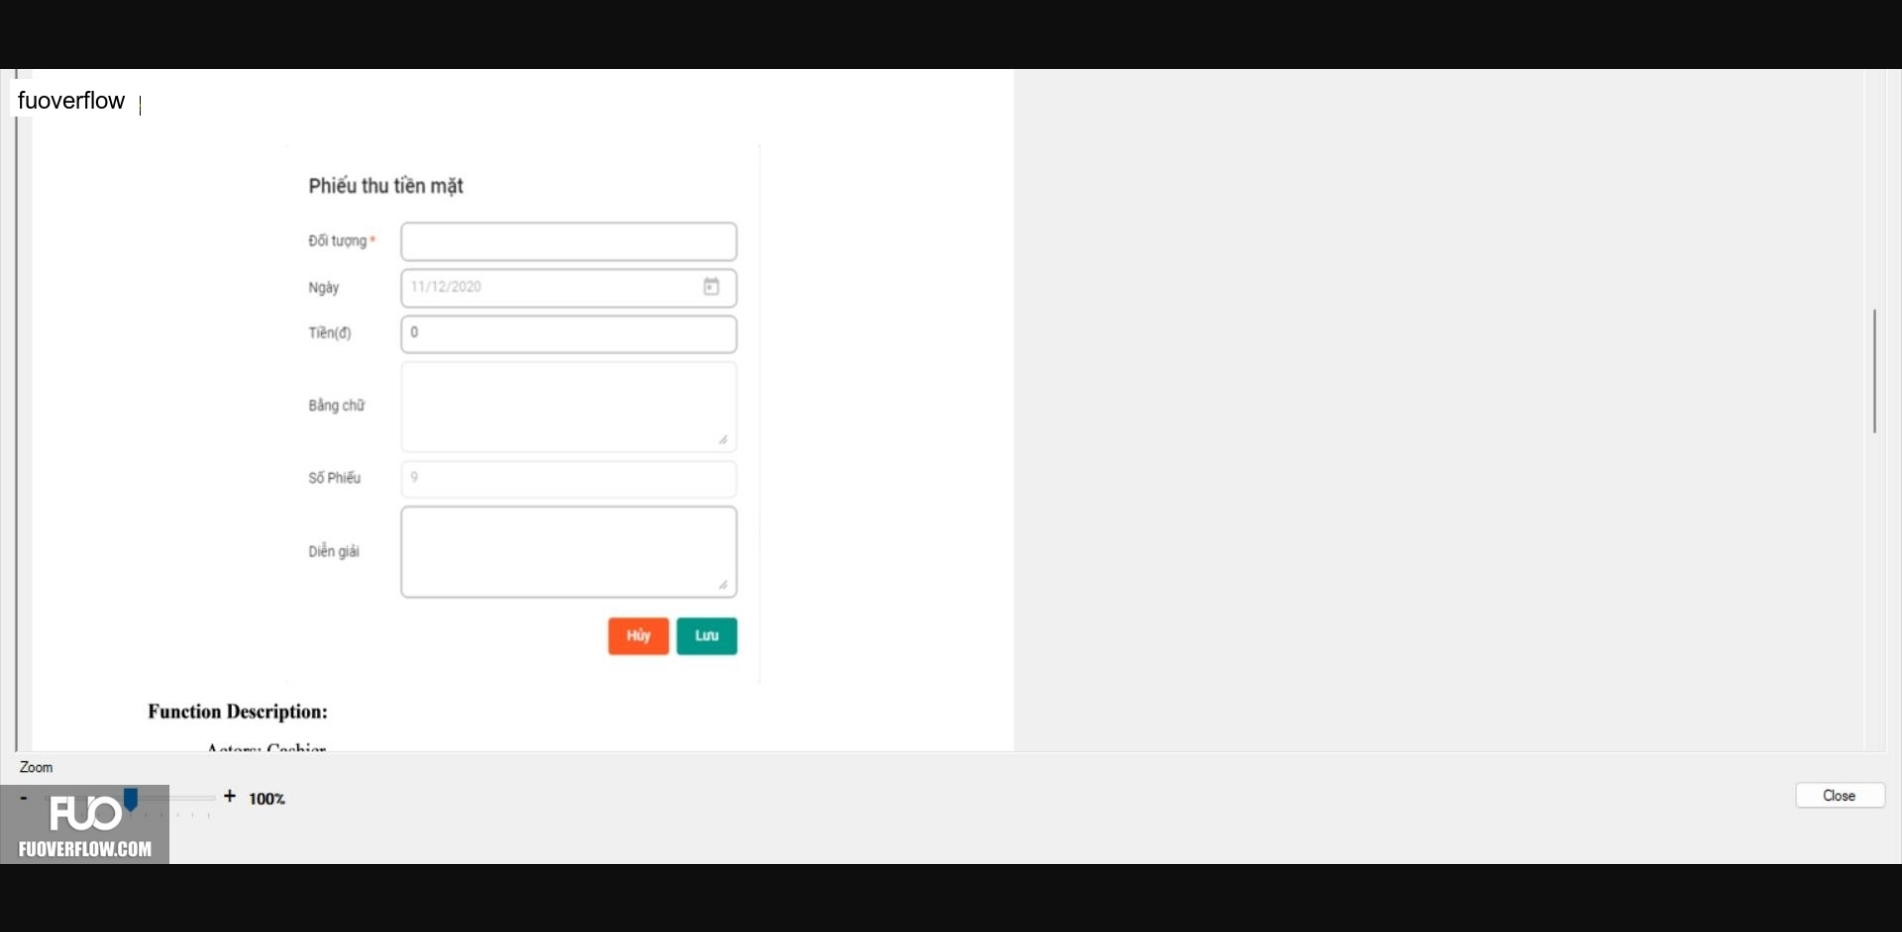 fuoverflow
Phiếu thu tiền mặt
Đối tượng *
Ngày 11/12/2020
Tiền(đ) 0
Bằng chữ
Số Phiếu 9
Diễn giải
Hủy Lưu
Function Description:
Actors: Cashier
Zoom
- + 100%
Close
FUO
FUOVERFLOW.COM